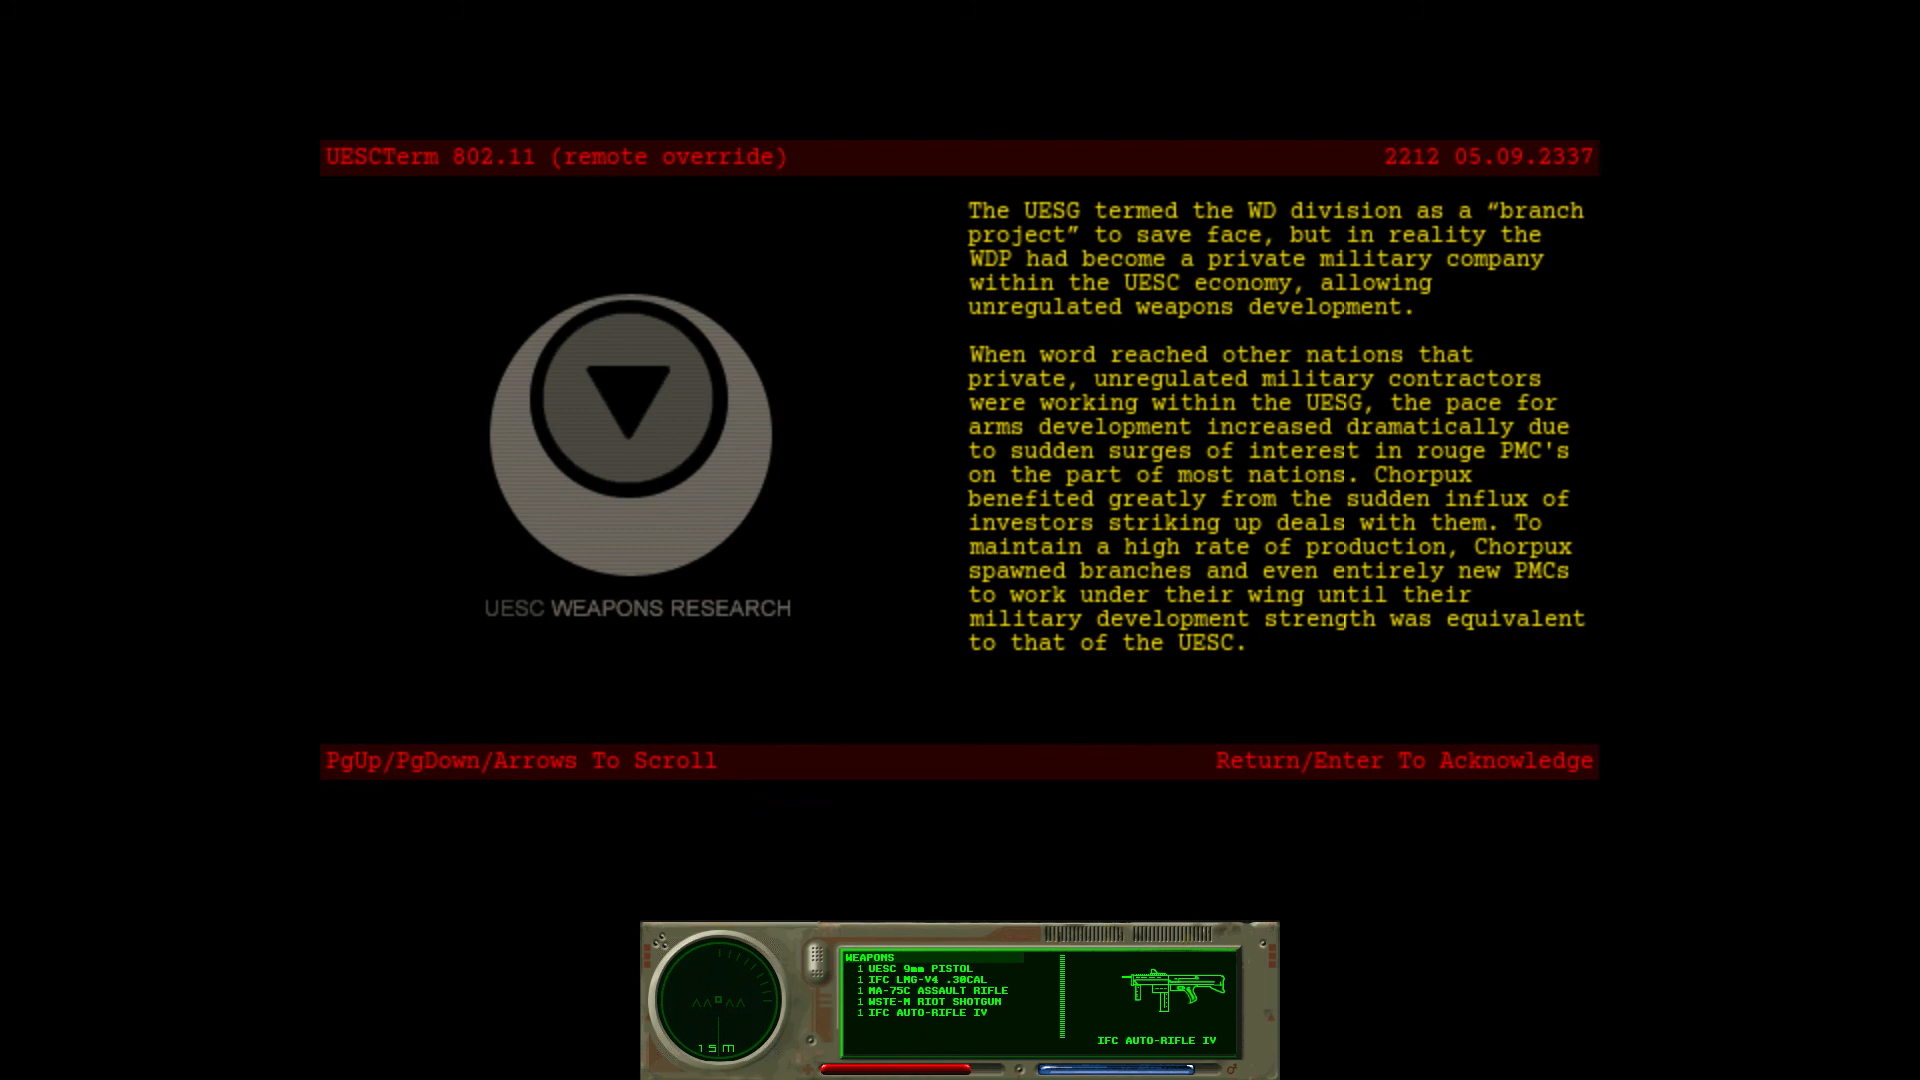 UESCTerm 802.11 (remote override)
2212 05.09.2337
The UESG termed the WD division as a “branch
project” to save face, but in reality the
WDP had become a private military company
within the UESC economy, allowing
unregulated weapons development.
When word reached other nations that
private, unregulated military contractors
were working within the UESG, the pace for
arms development increased dramatically due
to sudden surges of interest in rouge PMC's
on the part of most nations. Chorpux
benefited greatly from the sudden influx of
investors striking up deals with them. To
maintain a high rate of production, Chorpux
spawned branches and even entirely new PMCs
to work under their wing until their
military development strength was equivalent
to that of the UESC.
UESC WEAPONS RESEARCH
PgUp/PgDown/Arrows To Scroll
Return/Enter To Acknowledge
WEAPONS
1 UESC 9mm PISTOL
1 IFC LMG-V4 .30CAL
1 MA-75C ASSAULT RIFLE
1 WSTE-M RIOT SHOTGUN
1 IFC AUTO-RIFLE IV
IFC AUTO-RIFLE IV
15M